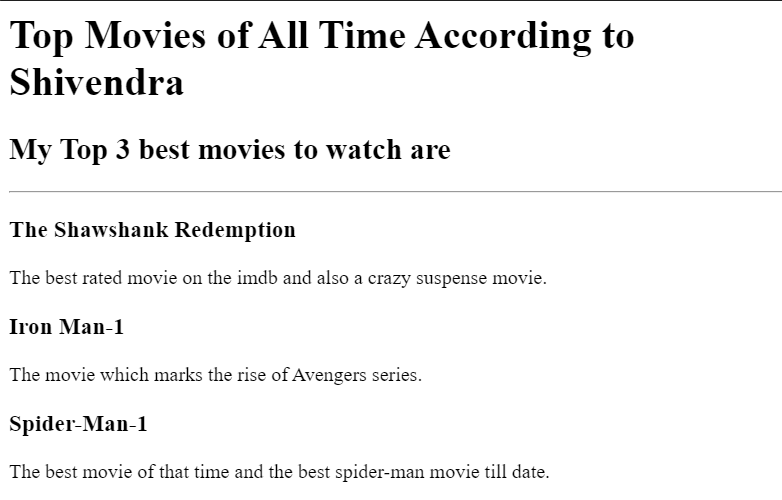 Top Movies of All Time According to
Shivendra
My Top 3 best movies to watch are
The Shawshank Redemption
The best rated movie on the imdb and also a crazy suspense movie.
Iron Man-1
The movie which marks the rise of Avengers series.
Spider-Man-1
The best movie of that time and the best spider-man movie till date.